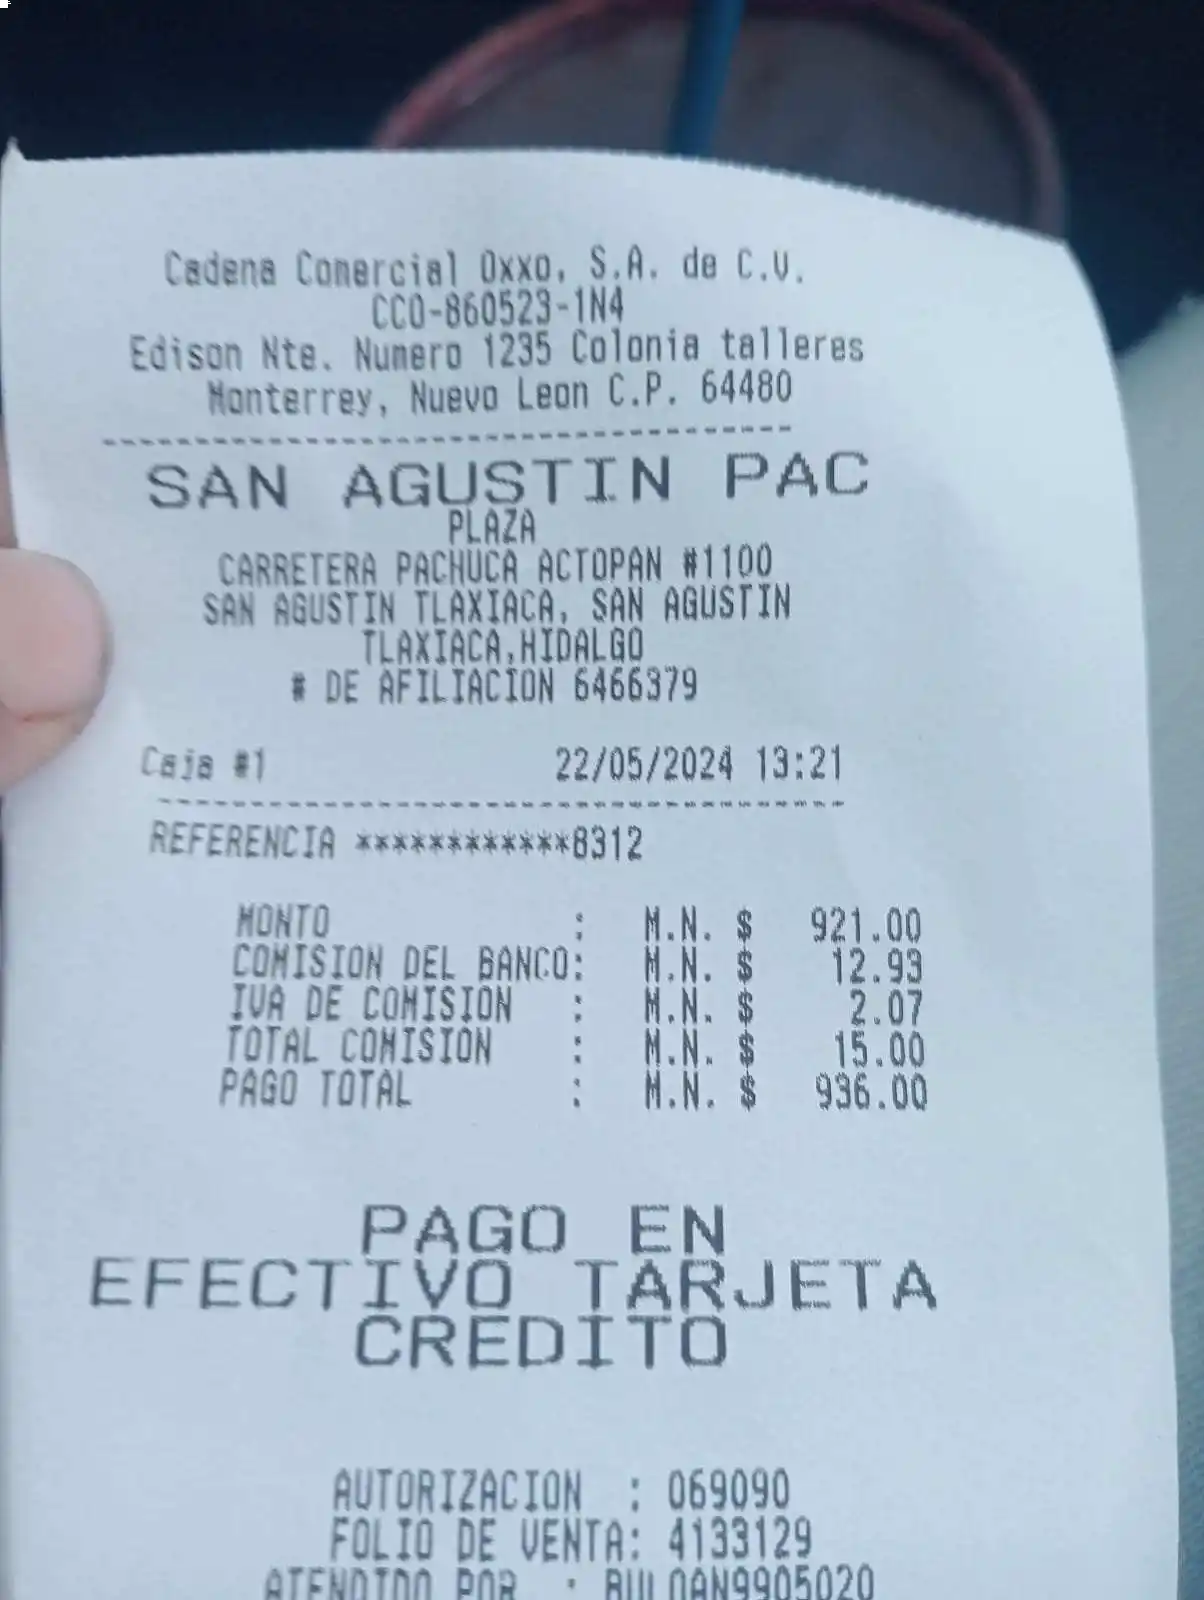 Cadena Comercial Oxxo, S.A. de C.V.
CCO-860523-1N4
Edison Nte. Numero 1235 Colonia talleres
Monterrey, Nuevo Leon C.P. 64480
SAN AGUSTIN PAC
PLAZA
CARRETERA PACHUCA ACTOPAN #1100
SAN AGUSTIN TLAXIACA, SAN AGUSTIN
TLAXIACA,HIDALGO
# DE AFILIACION 6466379
Caja #1 22/05/2024 13:21
REFERENCIA ************8312
MONTO : M.N. $ 921.00
COMISION DEL BANCO: M.N. $ 12.93
IVA DE COMISION : M.N. $ 2.07
TOTAL COMISION : M.N. $ 15.00
PAGO TOTAL : M.N. $ 936.00
PAGO EN
EFECTIVO TARJETA
CREDITO
AUTORIZACION : 069090
FOLIO DE VENTA: 4133129
ATENDIDO POR :